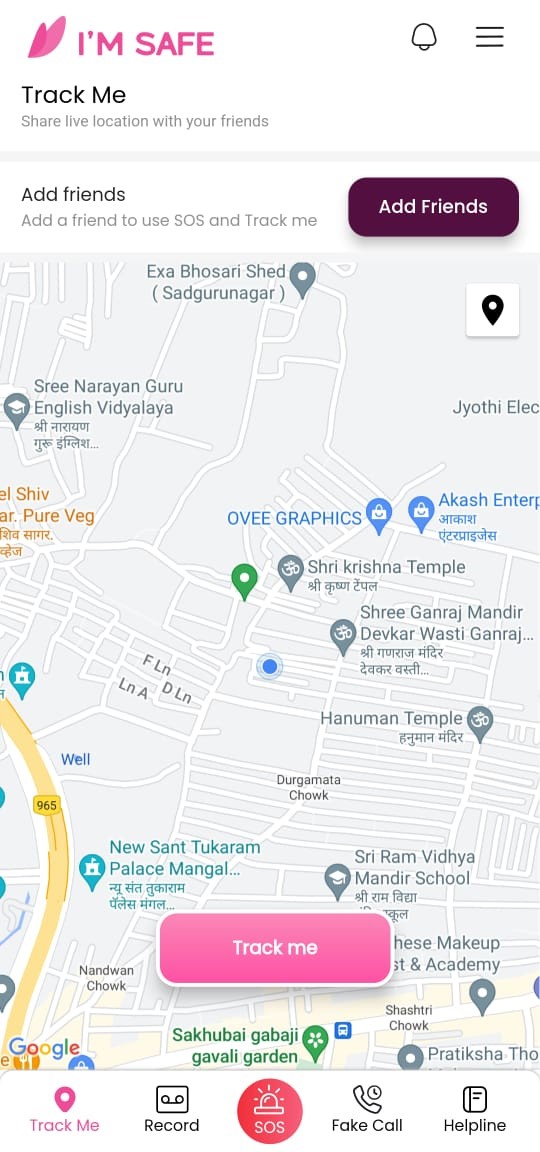 I'M SAFE
Track Me
Share live location with your friends
Add friends
Add a friend to use SOS and Track me
Add Friends
Exa Bhosari Shed
( Sadgurunagar )
Sree Narayan Guru
English Vidyalaya
श्री नारायण
गुरू इंग्लिश...
Jyothi Elec
el Shiv
ar. Pure Veg
शिव सागर.
व्हेज
OVEE GRAPHICS
Akash Enterp
आकाश
एंटरप्राइजेस
Shri krishna Temple
श्री कृष्ण टेंपल
Shree Ganraj Mandir
Devkar Wasti Ganraj...
श्री गणराज मंदिर
देवकर वस्ती...
F Ln
Ln A
D Ln
Hanuman Temple
हनुमान मंदिर
Well
Durgamata
Chowk
965
New Sant Tukaram
Palace Mangal...
न्यू संत तुकाराम
पॅलेस मंगल...
Sri Ram Vidhya
Mandir School
श्री राम विद्या
स्कूल
Track me
hese Makeup
st & Academy
Nandwan
Chowk
Shashtri
Chowk
Sakhubai gabaji
gavali garden
Google
Pratiksha Tho
Track Me
Record
SOS
Fake Call
Helpline